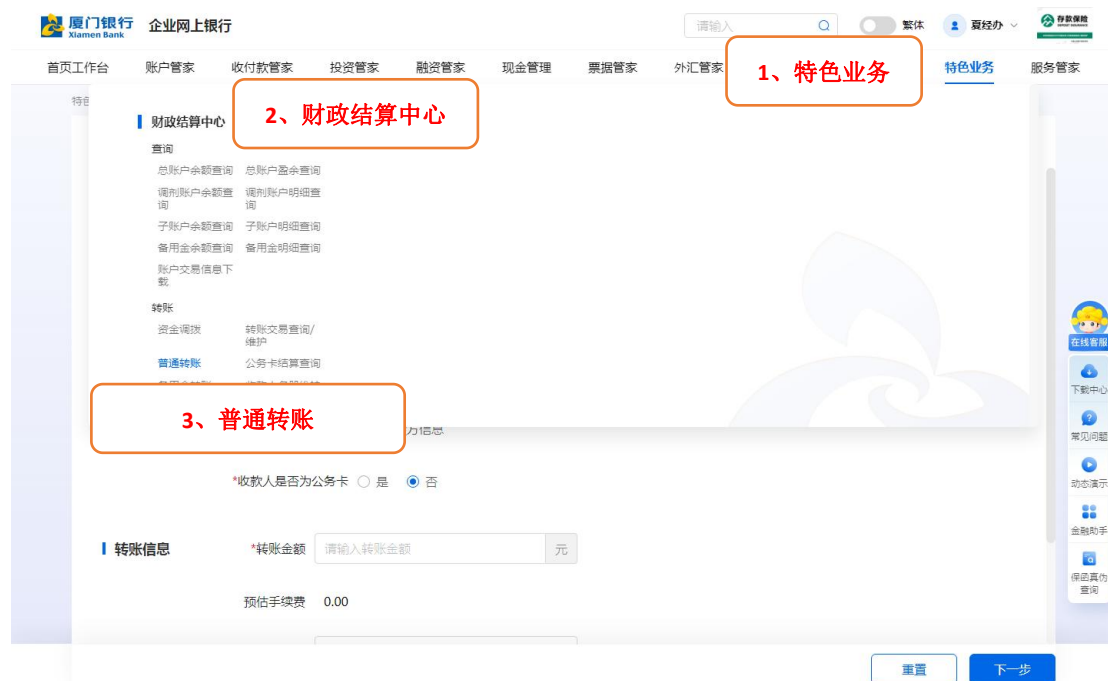 厦门银行 企业网上银行
Xiamen Bank
请输入
繁体
夏经办
存款保险
首页工作台 账户管家 收付款管家 投资管家 融资管家 现金管理 票据管家 外汇管家 特色业务 服务管家
1、特色业务
特色
财政结算中心
2、财政结算中心
查询
总账户余额查询 总账户盈余查询
调剂账户余额查 调剂账户明细查
询 询
子账户余额查询 子账户明细查询
备用金余额查询 备用金明细查询
账户交易信息下
载
转账
资金调拨 转账交易查询/
维护
普通转账 公务卡结算查询
3、普通转账
方信息
*收款人是否为公务卡 是 否
转账信息 *转账金额 请输入转账金额 元
预估手续费 0.00
重置 下一步
在线客服
下载中心
常见问题
动态演示
金融助手
保函真伪
查询